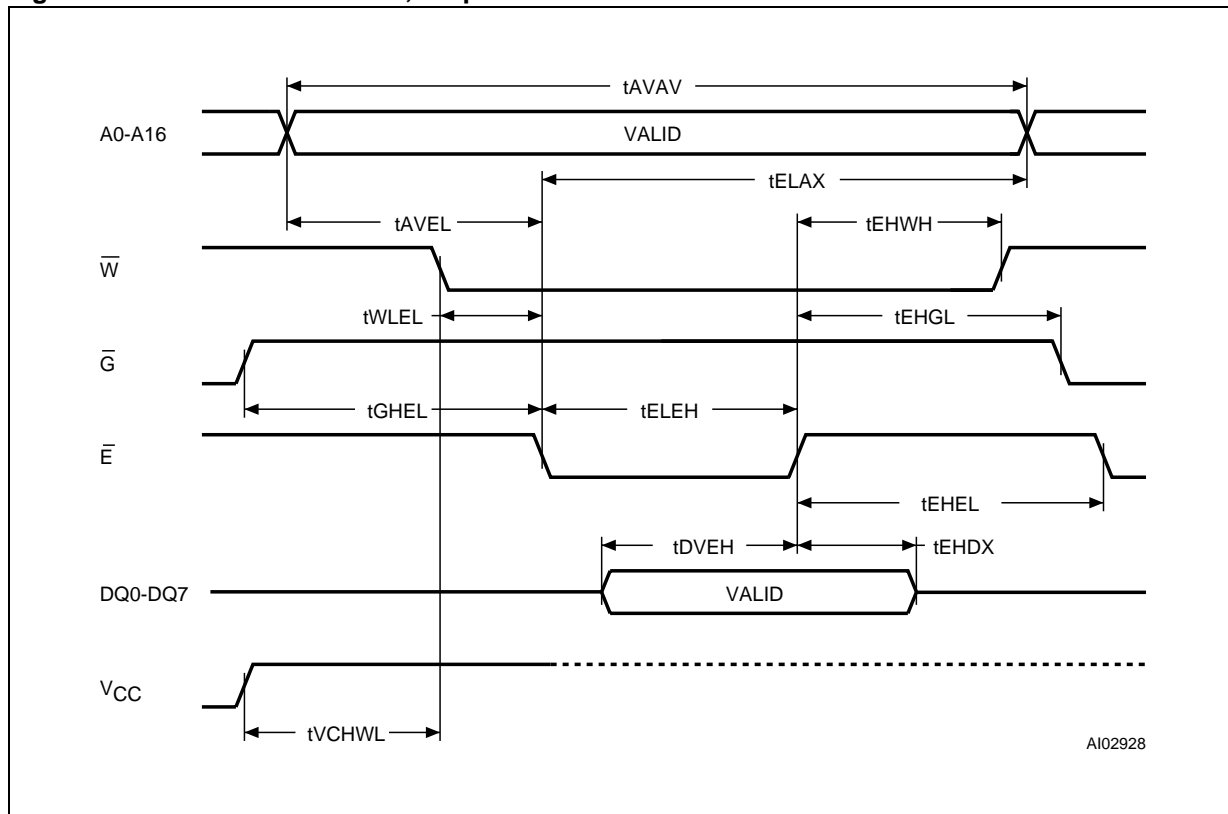 tAVAV
A0-A16
VALID
tELAX
tAVEL
tEHWH
W̅
tWLEL
tEHGL
G̅
tGHEL
tELEH
E̅
tEHEL
tDVEH
tEHDX
DQ0-DQ7
VALID
VCC
tVCHWL
AI02928